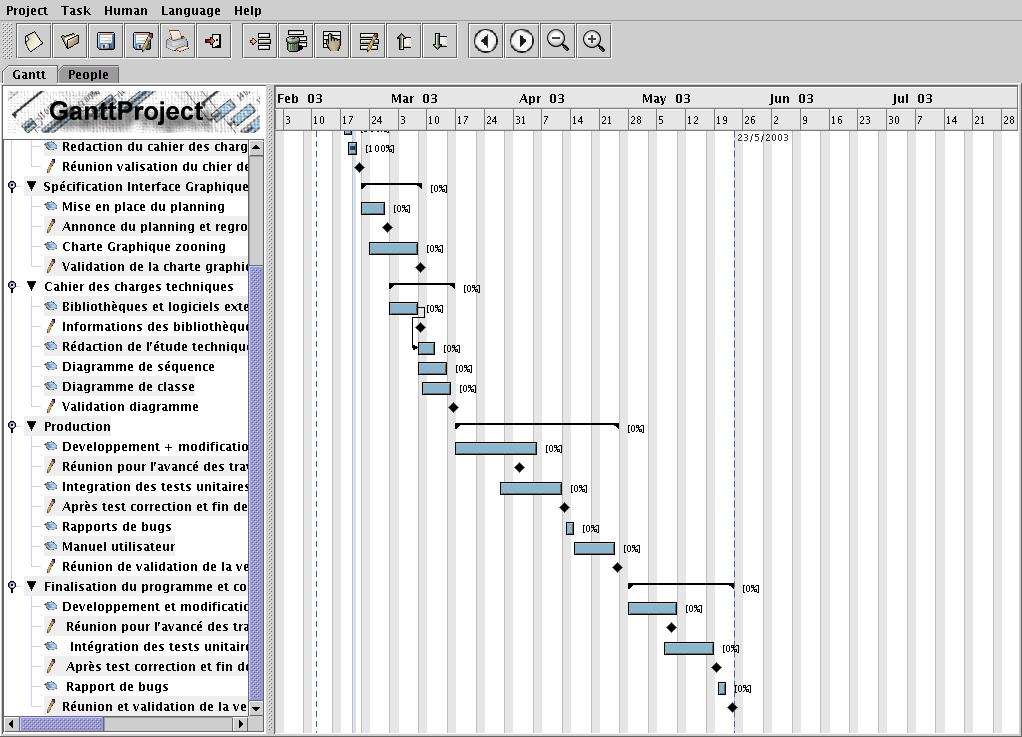 Project Task Human Language Help
Gantt People
GanttProject
Feb 03 Mar 03 Apr 03 May 03 Jun 03 Jul 03
3 10 17 24 3 10 17 24 31 7 14 21 28 5 12 19 26 2 9 16 23 30 7 14 21 28
23/5/2003
Redaction du cahier des charg [100%]
Réunion valisation du chier de
Spécification Interface Graphique [0%]
Mise en place du planning [0%]
Annonce du planning et regro
Charte Graphique zooning [0%]
Validation de la charte graphi
Cahier des charges techniques [0%]
Bibliothèques et logiciels exte [0%]
Informations des bibliothèqu
Rédaction de l'étude techniqu [0%]
Diagramme de séquence [0%]
Diagramme de classe [0%]
Validation diagramme
Production [0%]
Developpement + modificatio [0%]
Réunion pour l'avancé des tra
Integration des tests unitaires [0%]
Après test correction et fin de
Rapports de bugs [0%]
Manuel utilisateur [0%]
Réunion de validation de la ve
Finalisation du programme et co [0%]
Developpement et modificatio [0%]
Réunion pour l'avancé des tra
Intégration des tests unitair [0%]
Après test correction et fin d
Rapport de bugs [0%]
Réunion et validation de la ve